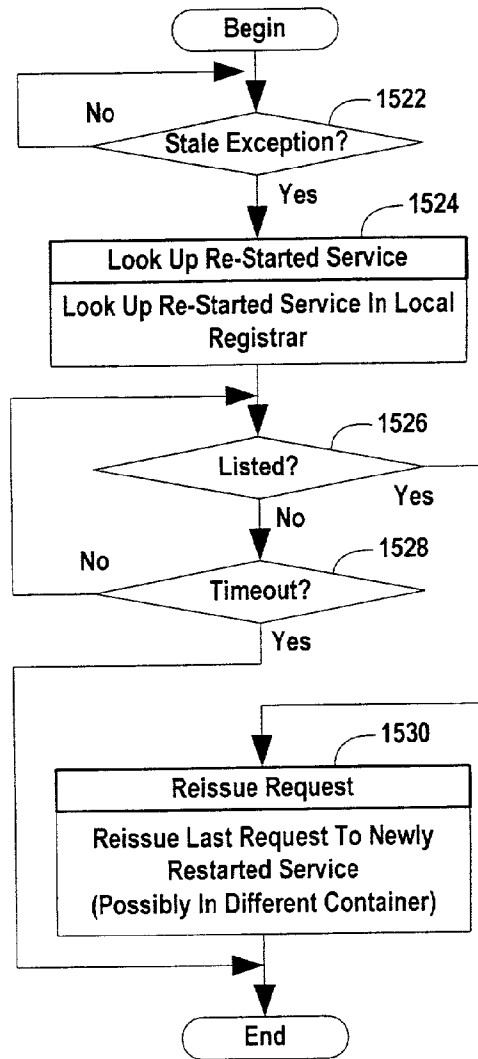 Begin
1522
No
Stale Exception?
Yes
1524
Look Up Re-Started Service
Look Up Re-Started Service In Local
Registrar
1526
Listed?
Yes
No
1528
No
Timeout?
Yes
1530
Reissue Request
Reissue Last Request To Newly
Restarted Service
(Possibly In Different Container)
End